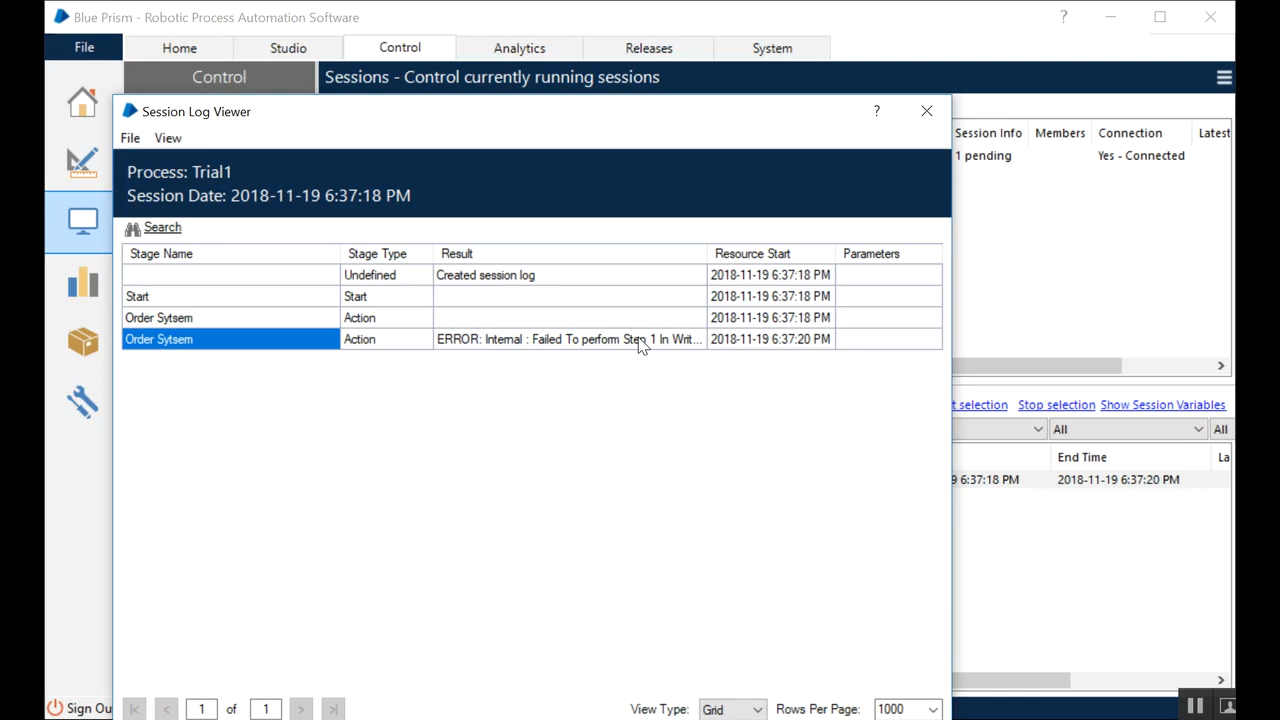 Blue Prism - Robotic Process Automation Software ?
File Home Studio Control Analytics Releases System
Control Sessions - Control currently running sessions
Session Log Viewer ?
File View
Process: Trial1
Session Date: 2018-11-19 6:37:18 PM
Search
Stage Name Stage Type Result Resource Start Parameters
Undefined Created session log 2018-11-19 6:37:18 PM
Start Start 2018-11-19 6:37:18 PM
Order Sytsem Action 2018-11-19 6:37:18 PM
Order Sytsem Action ERROR: Internal : Failed To perform Step 1 In Writ... 2018-11-19 6:37:20 PM
Session Info Members Connection Latest
1 pending Yes - Connected
t selection Stop selection Show Session Variables
All All
End Time La
9 6:37:18 PM 2018-11-19 6:37:20 PM
Sign Ou
1 of 1 View Type: Grid Rows Per Page: 1000